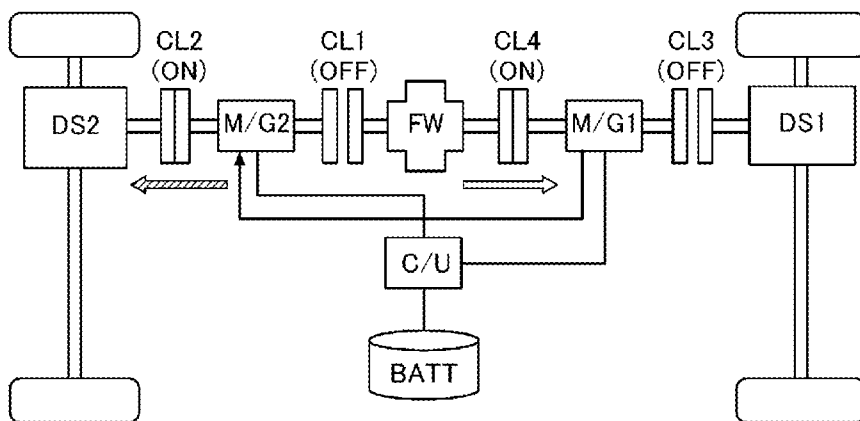 CL2
(ON)
CL1
(OFF)
CL4
(ON)
CL3
(OFF)
DS2
M/G2
FW
M/G1
DS1
C/U
BATT